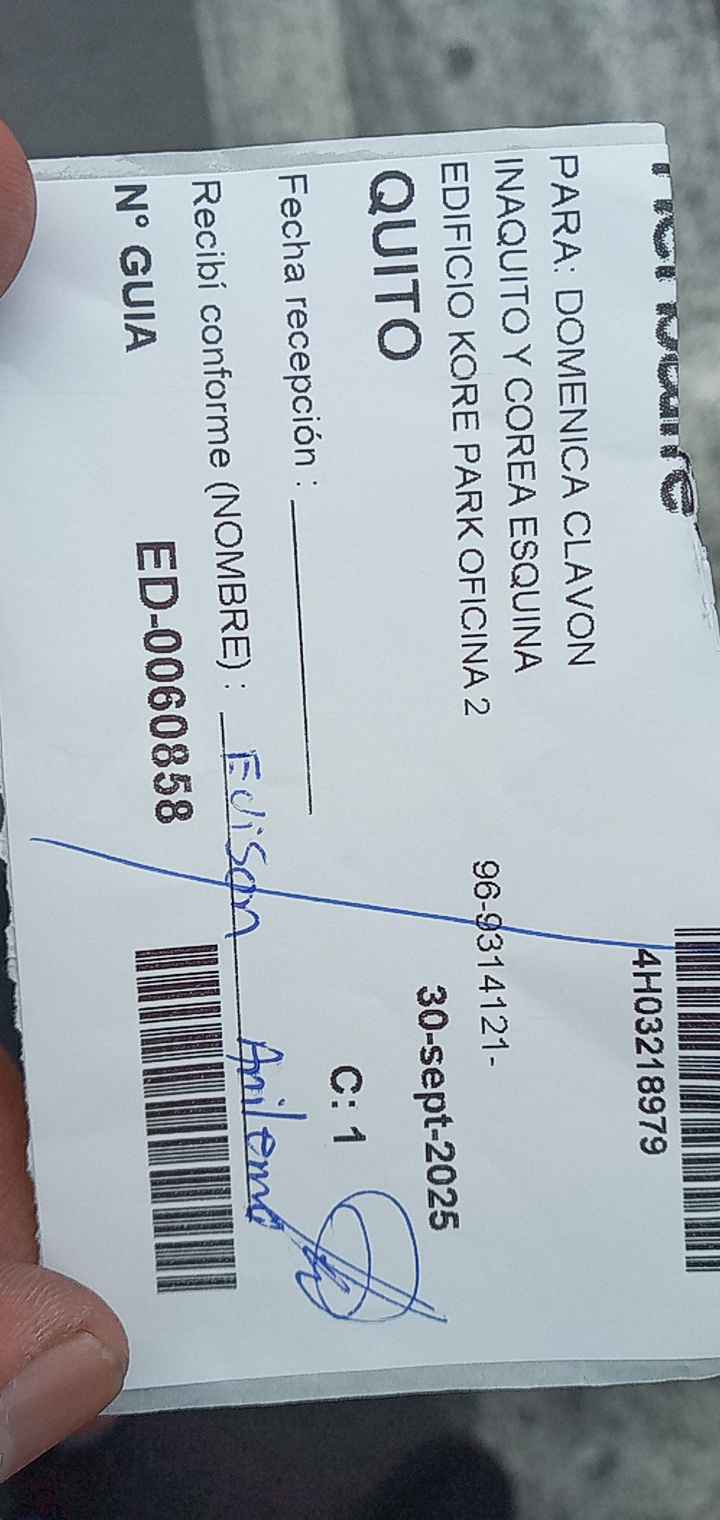 4H03218979
PARA: DOMENICA CLAVON
INAQUITO Y COREA ESQUINA
EDIFICIO KORE PARK OFICINA 2 96-9314121-
QUITO 30-sept-2025
C: 1
Fecha recepción :
Recibí conforme (NOMBRE) : Edison
Nº GUIA ED-0060858